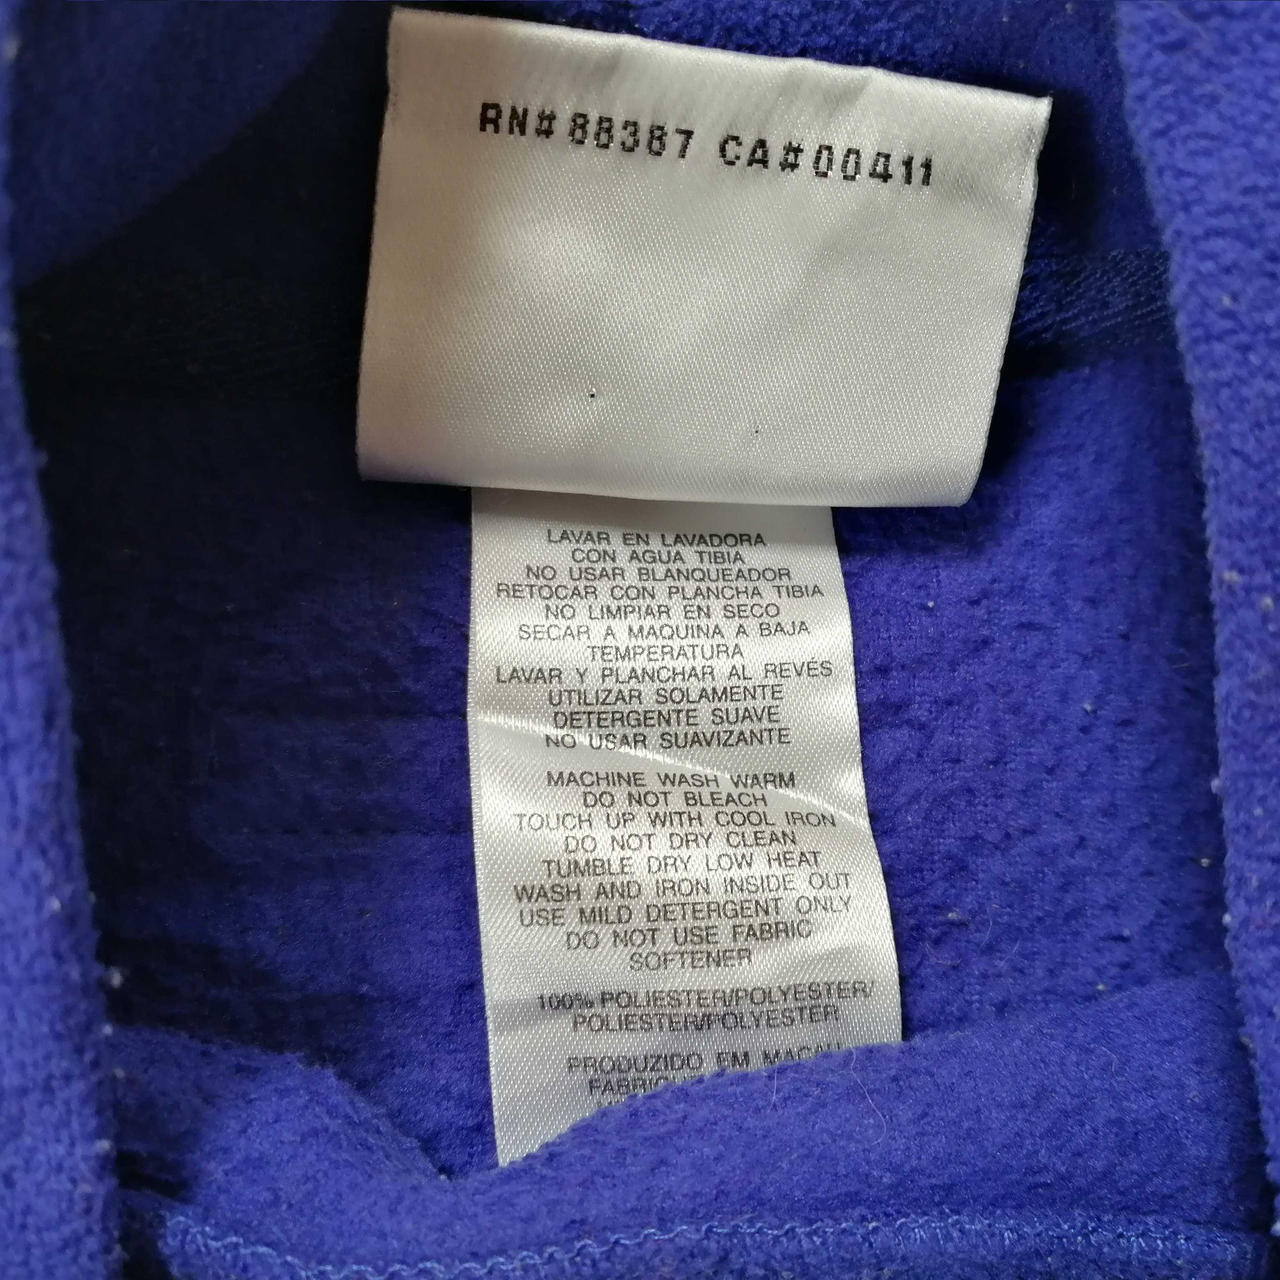 RN# 88387 CA# 00411
LAVAR EN LAVADORA
CON AGUA TIBIA
NO USAR BLANQUEADOR
RETOCAR CON PLANCHA TIBIA
NO LIMPIAR EN SECO
SECAR A MAQUINA A BAJA
TEMPERATURA
LAVAR Y PLANCHAR AL REVÉS
UTILIZAR SOLAMENTE
DETERGENTE SUAVE
NO USAR SUAVIZANTE
MACHINE WASH WARM
DO NOT BLEACH
TOUCH UP WITH COOL IRON
DO NOT DRY CLEAN
TUMBLE DRY LOW HEAT
WASH AND IRON INSIDE OUT
USE MILD DETERGENT ONLY
DO NOT USE FABRIC
SOFTENER
100% POLIESTER/POLYESTER/
POLIESTER/POLYESTER
PRODUZIDO EM MACAU